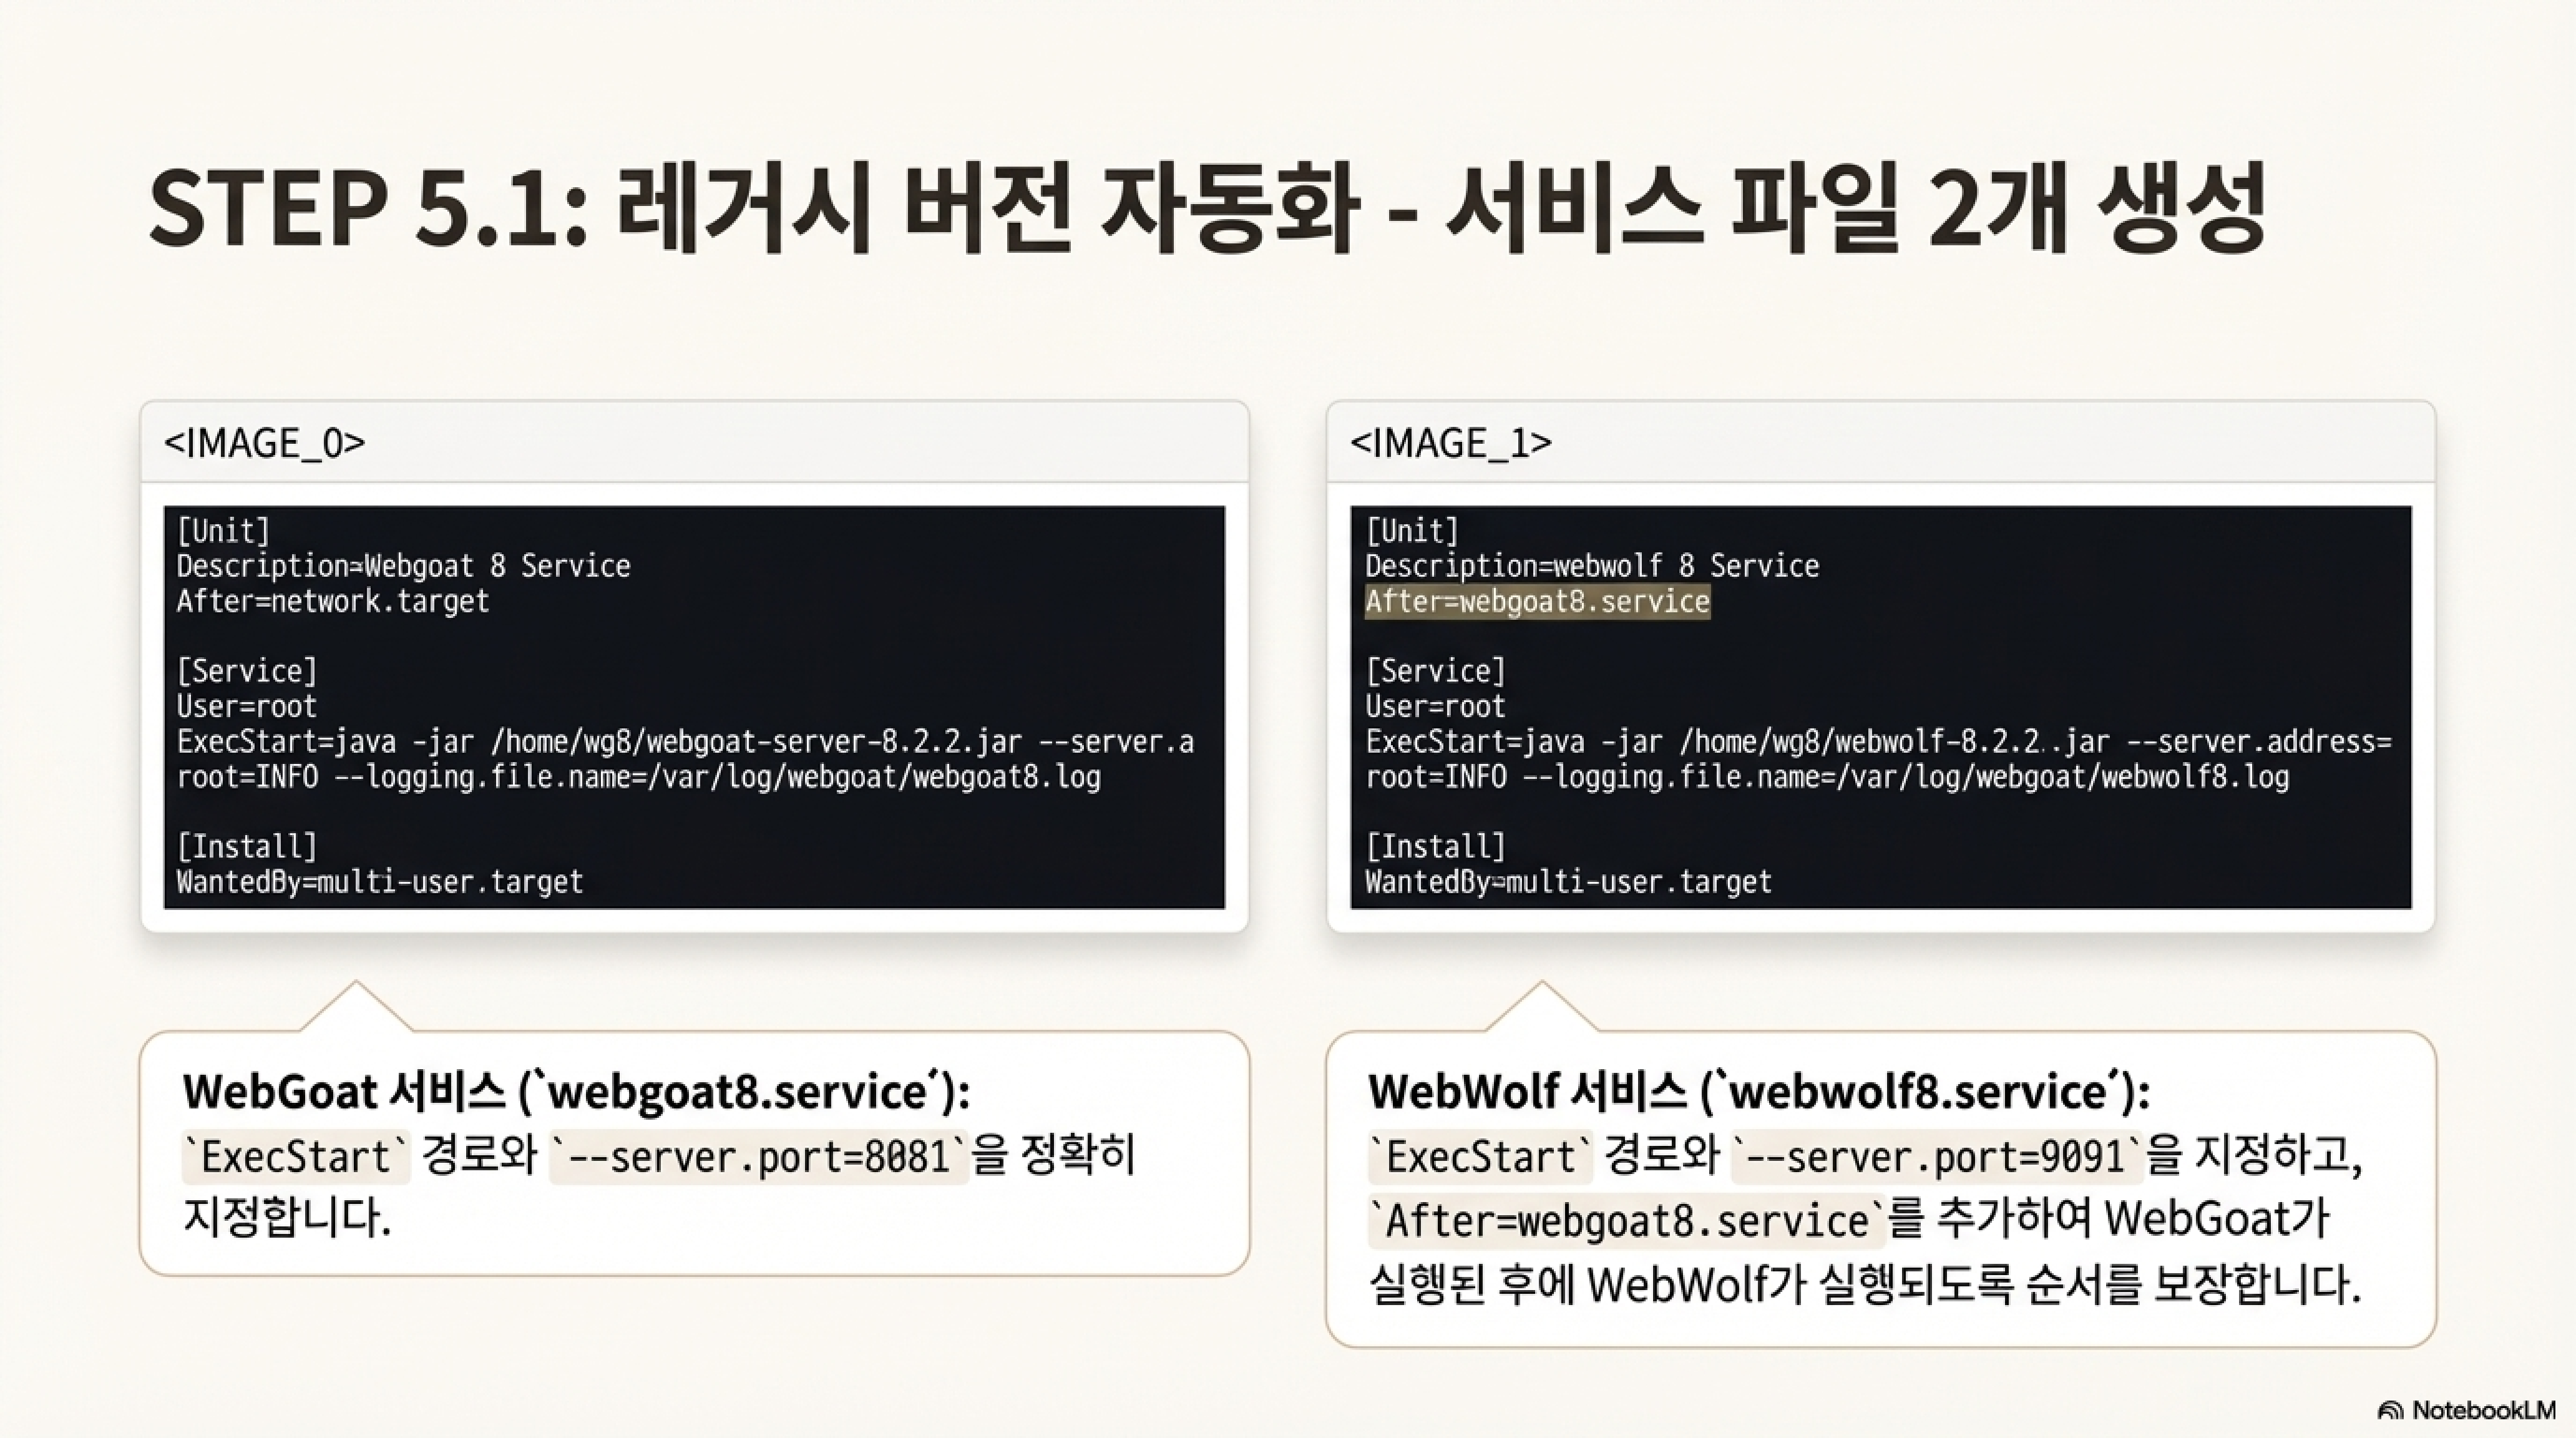 STEP 5.1: 레거시 버전 자동화 - 서비스 파일 2개 생성
<IMAGE_0>
[Unit]
Description=Webgoat 8 Service
After=network.target
[Service]
User=root
ExecStart=java -jar /home/wg8/webgoat-server-8.2.2.jar --server.a
root=INFO --logging.file.name=/var/log/webgoat/webgoat8.log
[Install]
WantedBy=multi-user.target
WebGoat 서비스 (`webgoat8.service´):
`ExecStart` 경로와 `--server.port=8081`을 정확히
지정합니다.
<IMAGE_1>
[Unit]
Description=webwolf 8 Service
After=webgoat8.service
[Service]
User=root
ExecStart=java -jar /home/wg8/webwolf-8.2.2..jar --server.address=
root=INFO --logging.file.name=/var/log/webgoat/webwolf8.log
[Install]
WantedBy=multi-user.target
WebWolf 서비스 (`webwolf8.service´):
`ExecStart` 경로와 `--server.port=9091`을 지정하고,
`After=webgoat8.service`를 추가하여 WebGoat가
실행된 후에 WebWolf가 실행되도록 순서를 보장합니다.
NotebookLM